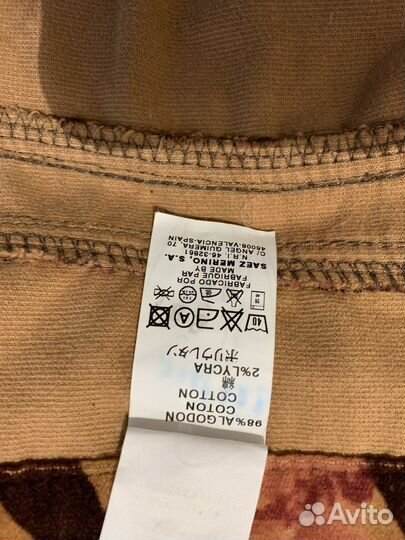 98%ALGODON
COTON
COTTON
綿
2%LYCRA
ポリウレタン
40
FABRICADO POR
FABRIQUE PAR
MADE BY
SAEZ MERINO, S.A.
N.R.I. 46-32861
C/ ANGEL GUIMERA, 70
46008-VALENCIA-SPAIN
Avito